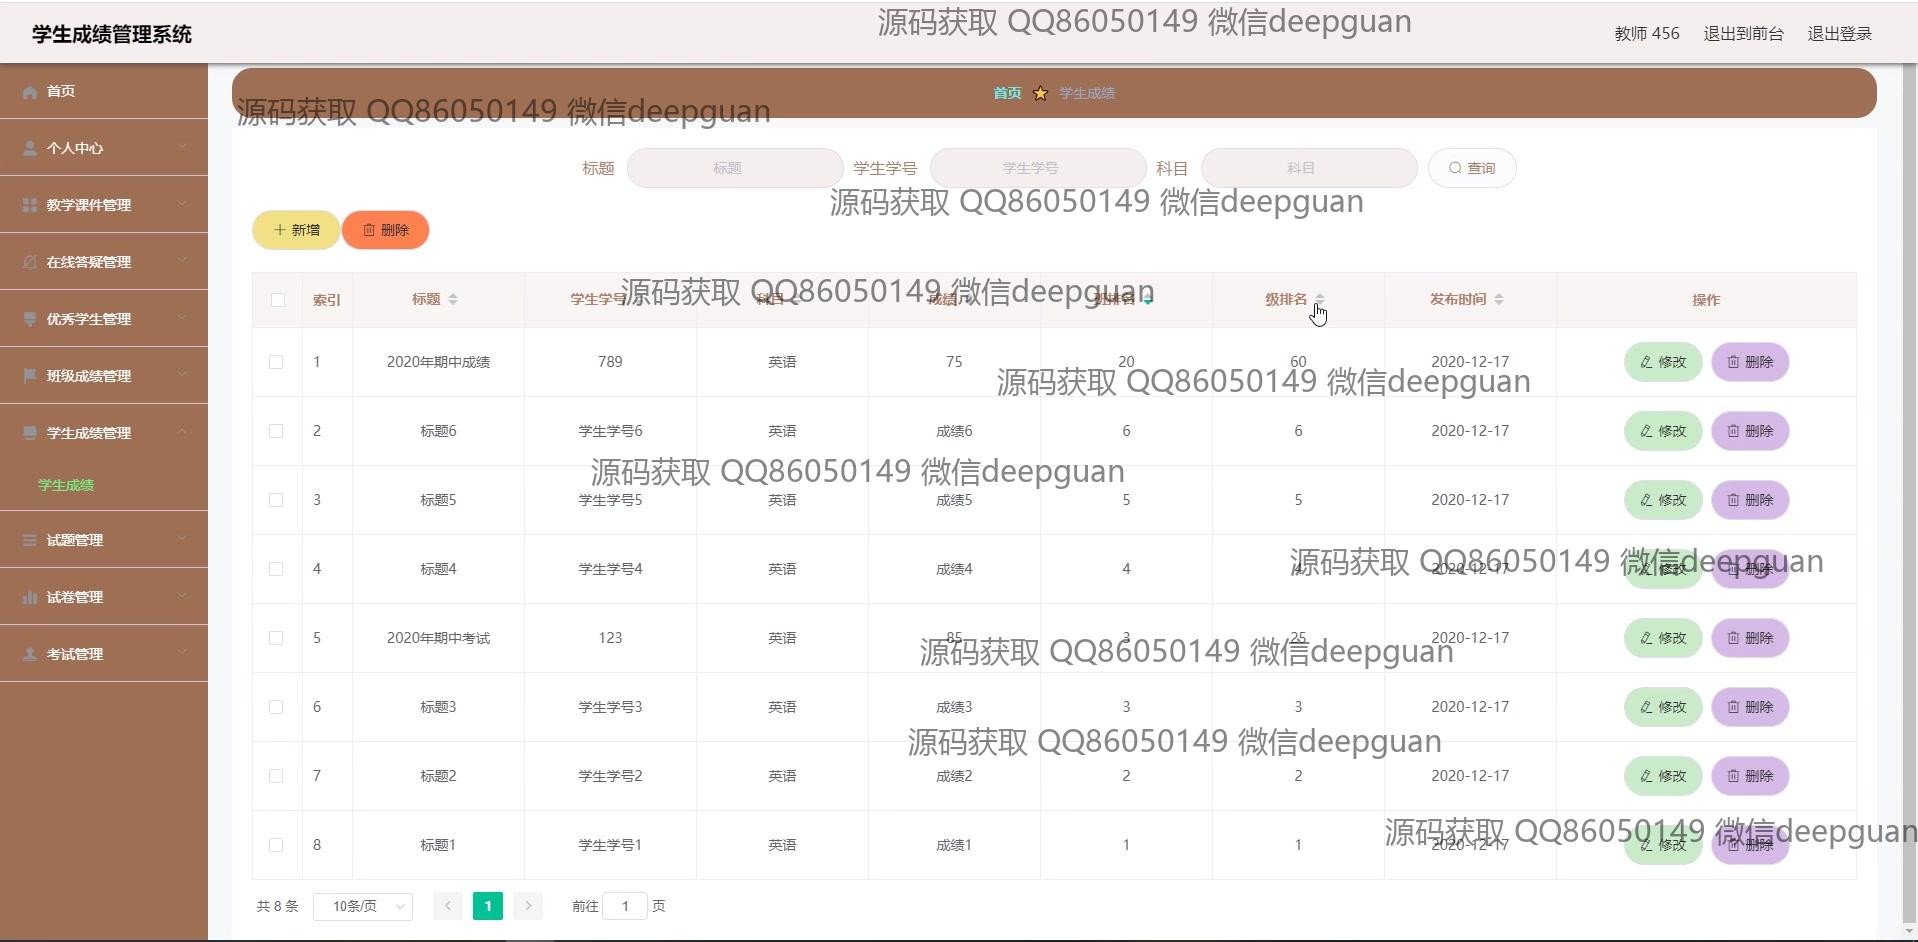 源码获取 QQ86050149 微信deepguan
学生成绩管理系统
教师 456 退出到前台 退出登录
首页
个人中心
教学课件管理
在线答疑管理
优秀学生管理
班级成绩管理
学生成绩管理
学生成绩
试题管理
试卷管理
考试管理
首页 学生成绩
源码获取 QQ86050149 微信deepguan
标题 标题 学生学号 学生学号 科目 科目 查询
源码获取 QQ86050149 微信deepguan
新增 删除
源码获取 QQ86050149 微信deepguan
索引 标题 学生学号 科目 成绩 班排名 级排名 发布时间 操作
1 2020年期中成绩 789 英语 75 20 60 2020-12-17 修改 删除
源码获取 QQ86050149 微信deepguan
2 标题6 学生学号6 英语 成绩6 6 6 2020-12-17 修改 删除
源码获取 QQ86050149 微信deepguan
3 标题5 学生学号5 英语 成绩5 5 5 2020-12-17 修改 删除
源码获取 QQ86050149 微信deepguan
4 标题4 学生学号4 英语 成绩4 4 4 2020-12-17 修改 删除
5 2020年期中考试 123 英语 85 3 25 2020-12-17 修改 删除
源码获取 QQ86050149 微信deepguan
6 标题3 学生学号3 英语 成绩3 3 3 2020-12-17 修改 删除
源码获取 QQ86050149 微信deepguan
7 标题2 学生学号2 英语 成绩2 2 2 2020-12-17 修改 删除
源码获取 QQ86050149 微信deepguan
8 标题1 学生学号1 英语 成绩1 1 1 2020-12-17 修改 删除
共 8 条 10条/页 1 前往 1 页